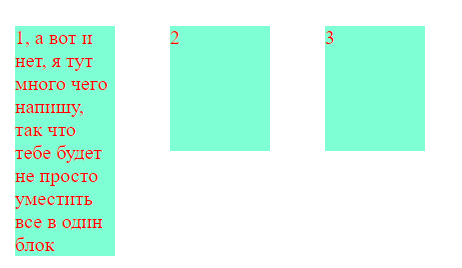 1, а вот и
нет, я тут
много чего
напишу,
так что
тебе будет
не просто
уместить
все в один
блок
2
3